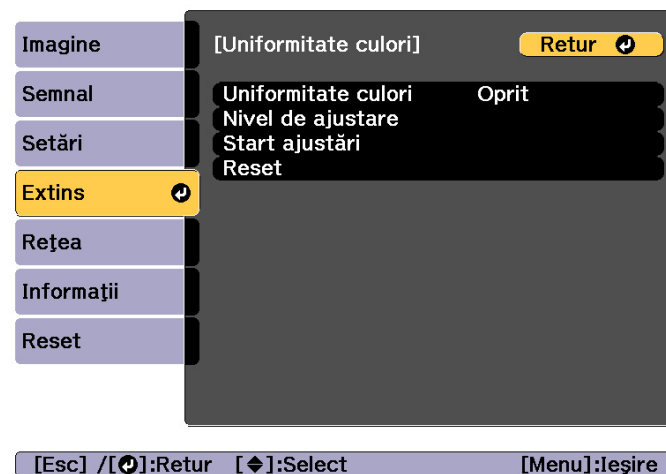 Imagine
Semnal
Setări
Extins
Reţea
Informaţii
Reset
[Uniformitate culori] Retur
Uniformitate culori Oprit
Nivel de ajustare
Start ajustări
Reset
[Esc] /[ ]:Retur [ ]:Select [Menu]:Ieşire